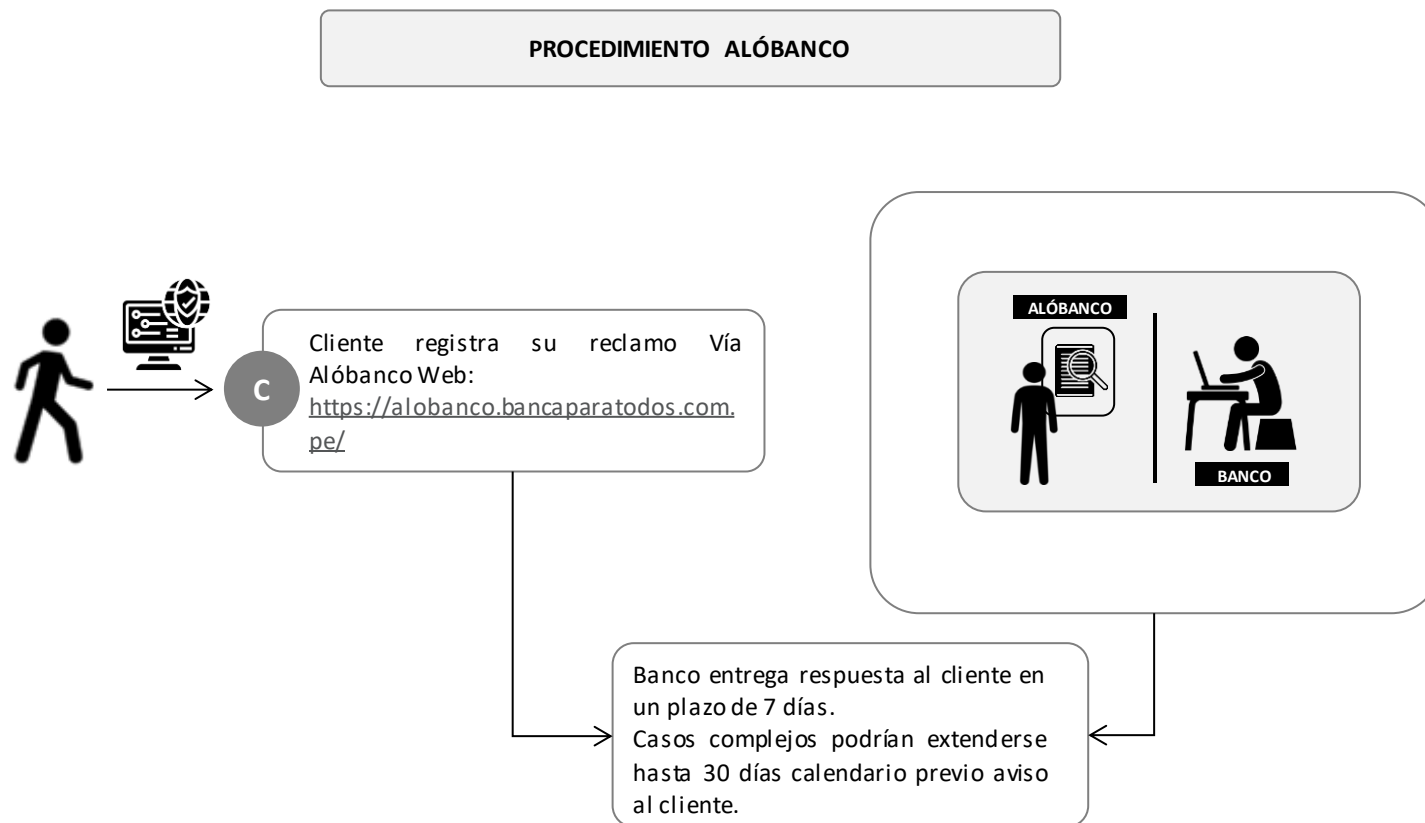 PROCEDIMIENTO ALÓBANCO
ALÓBANCO
Cliente registra su reclamo Vía
Alóbanco Web:
https://alobanco.bancaparatodos.com.
pe/
C
BANCO
Banco entrega respuesta al cliente en
un plazo de 7 días.
Casos complejos podrían extenderse
hasta 30 días calendario previo aviso
al cliente.